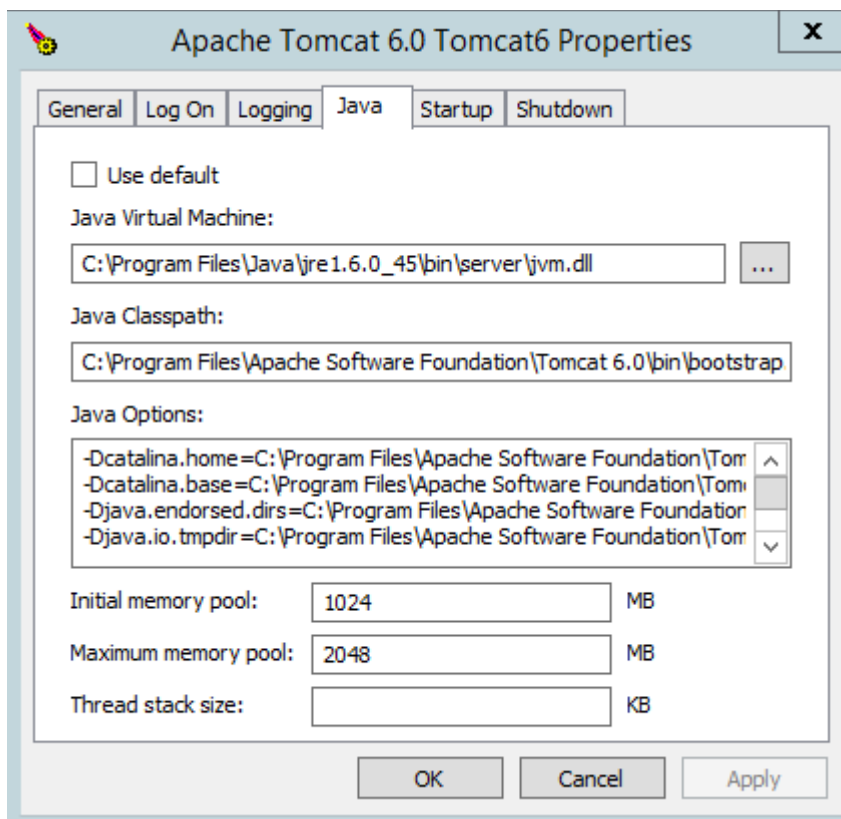 Apache Tomcat 6.0 Tomcat6 Properties
x
General Log On Logging Java Startup Shutdown
Use default
Java Virtual Machine:
C:\Program Files\Java\jre1.6.0_45\bin\server\jvm.dll
...
Java Classpath:
C:\Program Files\Apache Software Foundation\Tomcat 6.0\bin\bootstrap.
Java Options:
-Dcatalina.home=C:\Program Files\Apache Software Foundation\Tom
-Dcatalina.base=C:\Program Files\Apache Software Foundation\Tom
-Djava.endorsed.dirs=C:\Program Files\Apache Software Foundation
-Djava.io.tmpdir=C:\Program Files\Apache Software Foundation\Tom
Initial memory pool: 1024 MB
Maximum memory pool: 2048 MB
Thread stack size: KB
OK Cancel Apply